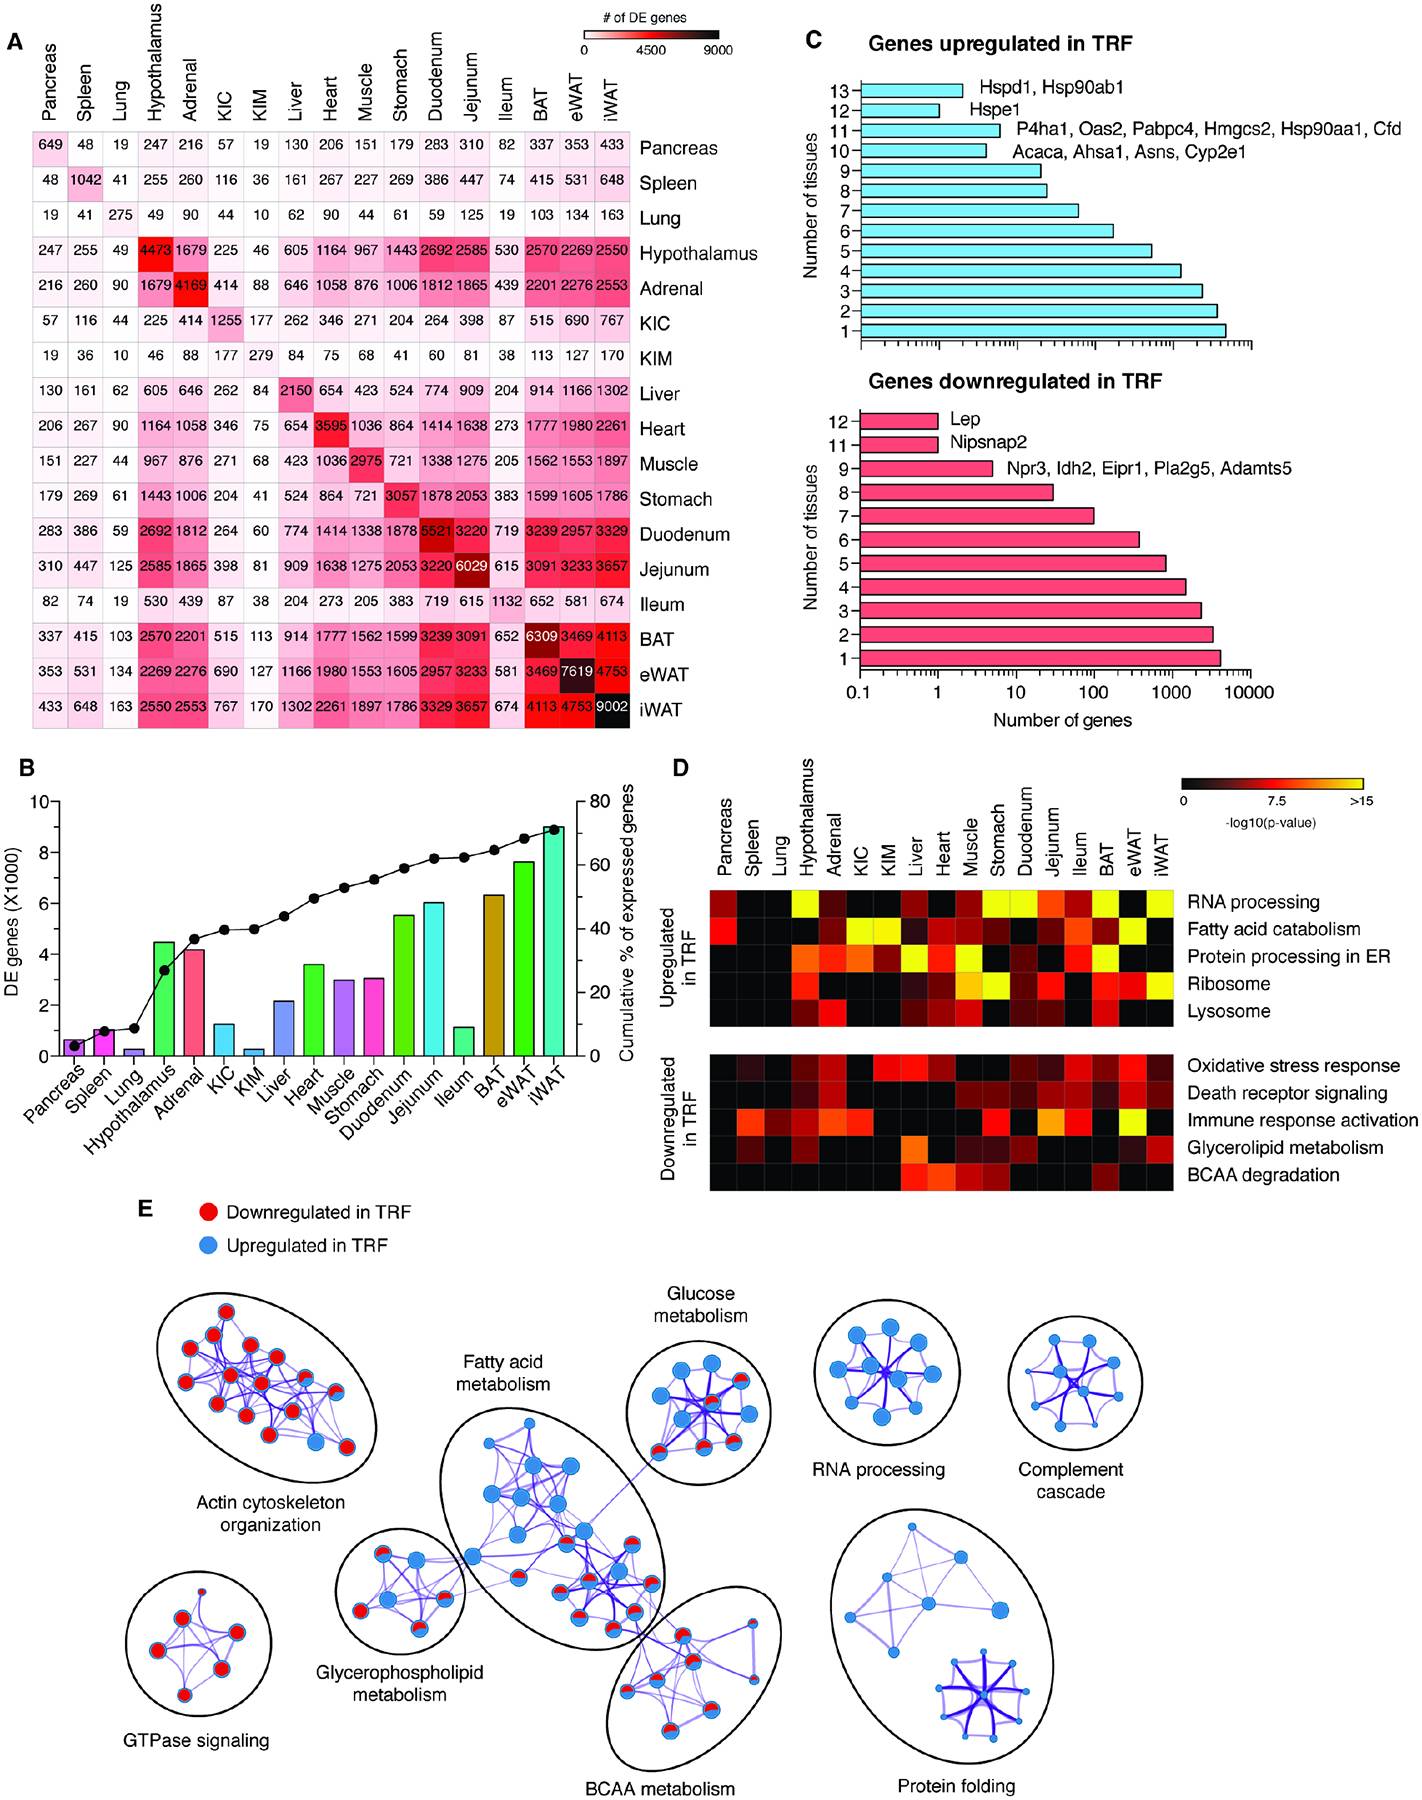 A
# of DE genes
0 4500 9000
Pancreas Spleen Lung Hypothalamus Adrenal KIC KIM Liver Heart Muscle Stomach Duodenum Jejunum Ileum BAT eWAT iWAT
649 48 19 247 216 57 19 130 206 151 179 283 310 82 337 353 433 Pancreas
48 1042 41 255 260 116 36 161 267 227 269 386 447 74 415 531 648 Spleen
19 41 275 49 90 44 10 62 90 44 61 59 125 19 103 134 163 Lung
247 255 49 4473 1679 225 46 605 1164 967 1443 2692 2585 530 2570 2269 2550 Hypothalamus
216 260 90 1679 4169 414 88 646 1058 876 1006 1812 1865 439 2201 2276 2553 Adrenal
57 116 44 225 414 1255 177 262 346 271 204 264 398 87 515 690 767 KIC
19 36 10 46 88 177 279 84 75 68 41 60 81 38 113 127 170 KIM
130 161 62 605 646 262 84 2150 654 423 524 774 909 204 914 1166 1302 Liver
206 267 90 1164 1058 346 75 654 3595 1036 864 1414 1638 273 1777 1980 2261 Heart
151 227 44 967 876 271 68 423 1036 2975 721 1338 1275 205 1562 1553 1897 Muscle
179 269 61 1443 1006 204 41 524 864 721 3057 1878 2053 383 1599 1605 1786 Stomach
283 386 59 2692 1812 264 60 774 1414 1338 1878 5521 3220 719 3239 2957 3329 Duodenum
310 447 125 2585 1865 398 81 909 1638 1275 2053 3220 6029 615 3091 3233 3657 Jejunum
82 74 19 530 439 87 38 204 273 205 383 719 615 1132 652 581 674 Ileum
337 415 103 2570 2201 515 113 914 1777 1562 1599 3239 3091 652 6309 3469 4113 BAT
353 531 134 2269 2276 690 127 1166 1980 1553 1605 2957 3233 581 3469 7619 4753 eWAT
433 648 163 2550 2553 767 170 1302 2261 1897 1786 3329 3657 674 4113 4753 9002 iWAT
B
DE genes (X1000)
10
8
6
4
2
0
80
60
40
20
0
Cumulative % of expressed genes
Pancreas Spleen Lung Hypothalamus Adrenal KIC KIM Liver Heart Muscle Stomach Duodenum Jejunum Ileum BAT eWAT iWAT
C
Genes upregulated in TRF
Number of tissues
13 Hspd1, Hsp90ab1
12 Hspe1
11 P4ha1, Oas2, Pabpc4, Hmgcs2, Hsp90aa1, Cfd
10 Acaca, Ahsa1, Asns, Cyp2e1
9
8
7
6
5
4
3
2
1
Genes downregulated in TRF
Number of tissues
12 Lep
11 Nipsnap2
9 Npr3, Idh2, Eipr1, Pla2g5, Adamts5
8
7
6
5
4
3
2
1
0.1 1 10 100 1000 10000
Number of genes
D
0 7.5 >15
-log10(p-value)
Pancreas Spleen Lung Hypothalamus Adrenal KIC KIM Liver Heart Muscle Stomach Duodenum Jejunum Ileum BAT eWAT iWAT
Upregulated
in TRF
RNA processing
Fatty acid catabolism
Protein processing in ER
Ribosome
Lysosome
Downregulated
in TRF
Oxidative stress response
Death receptor signaling
Immune response activation
Glycerolipid metabolism
BCAA degradation
E
Downregulated in TRF
Upregulated in TRF
Actin cytoskeleton
organization
Fatty acid
metabolism
Glucose
metabolism
RNA processing
Complement
cascade
GTPase signaling
Glycerophospholipid
metabolism
BCAA metabolism
Protein folding